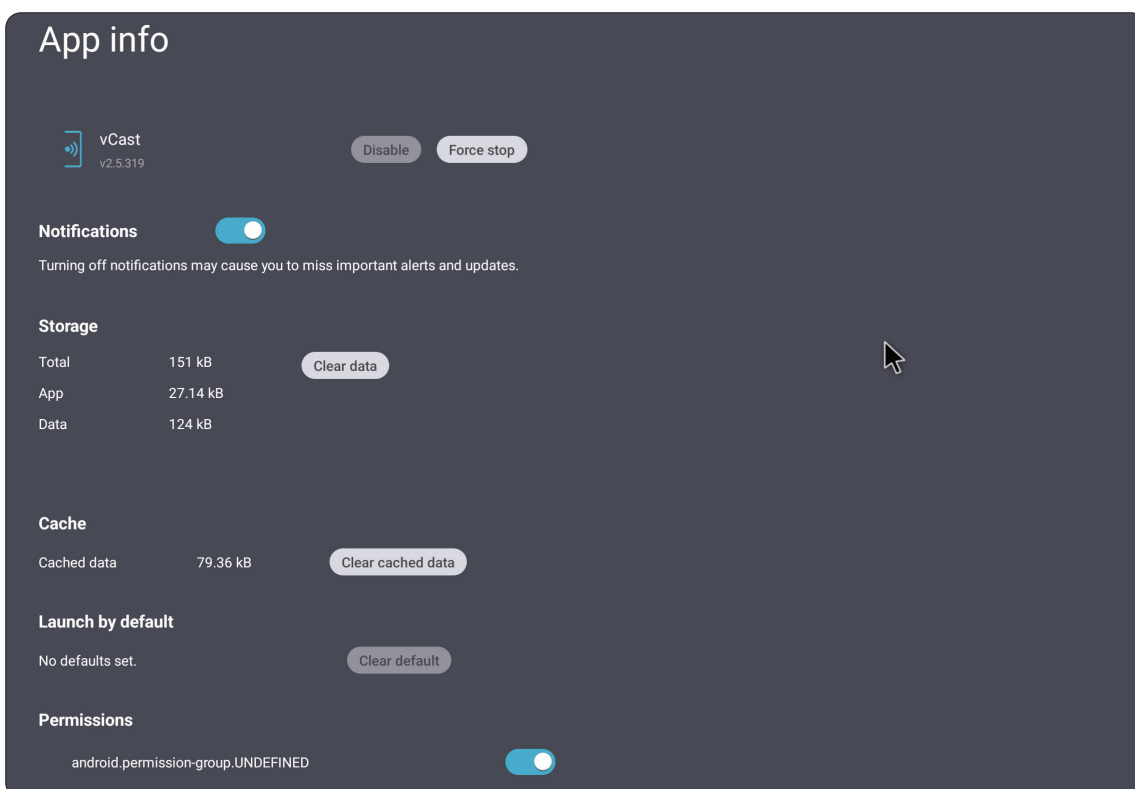 App info
vCast
v2.5.319
Disable
Force stop
Notifications
Turning off notifications may cause you to miss important alerts and updates.
Storage
Total 151 kB Clear data
App 27.14 kB
Data 124 kB
Cache
Cached data 79.36 kB Clear cached data
Launch by default
No defaults set. Clear default
Permissions
android.permission-group.UNDEFINED